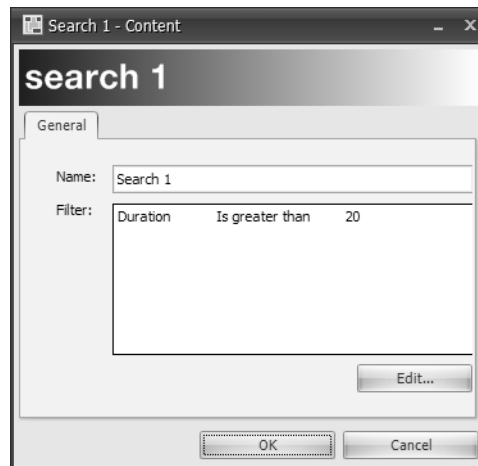 Search 1 - Content
search 1
General
Name: Search 1
Filter: Duration Is greater than 20
Edit...
OK Cancel